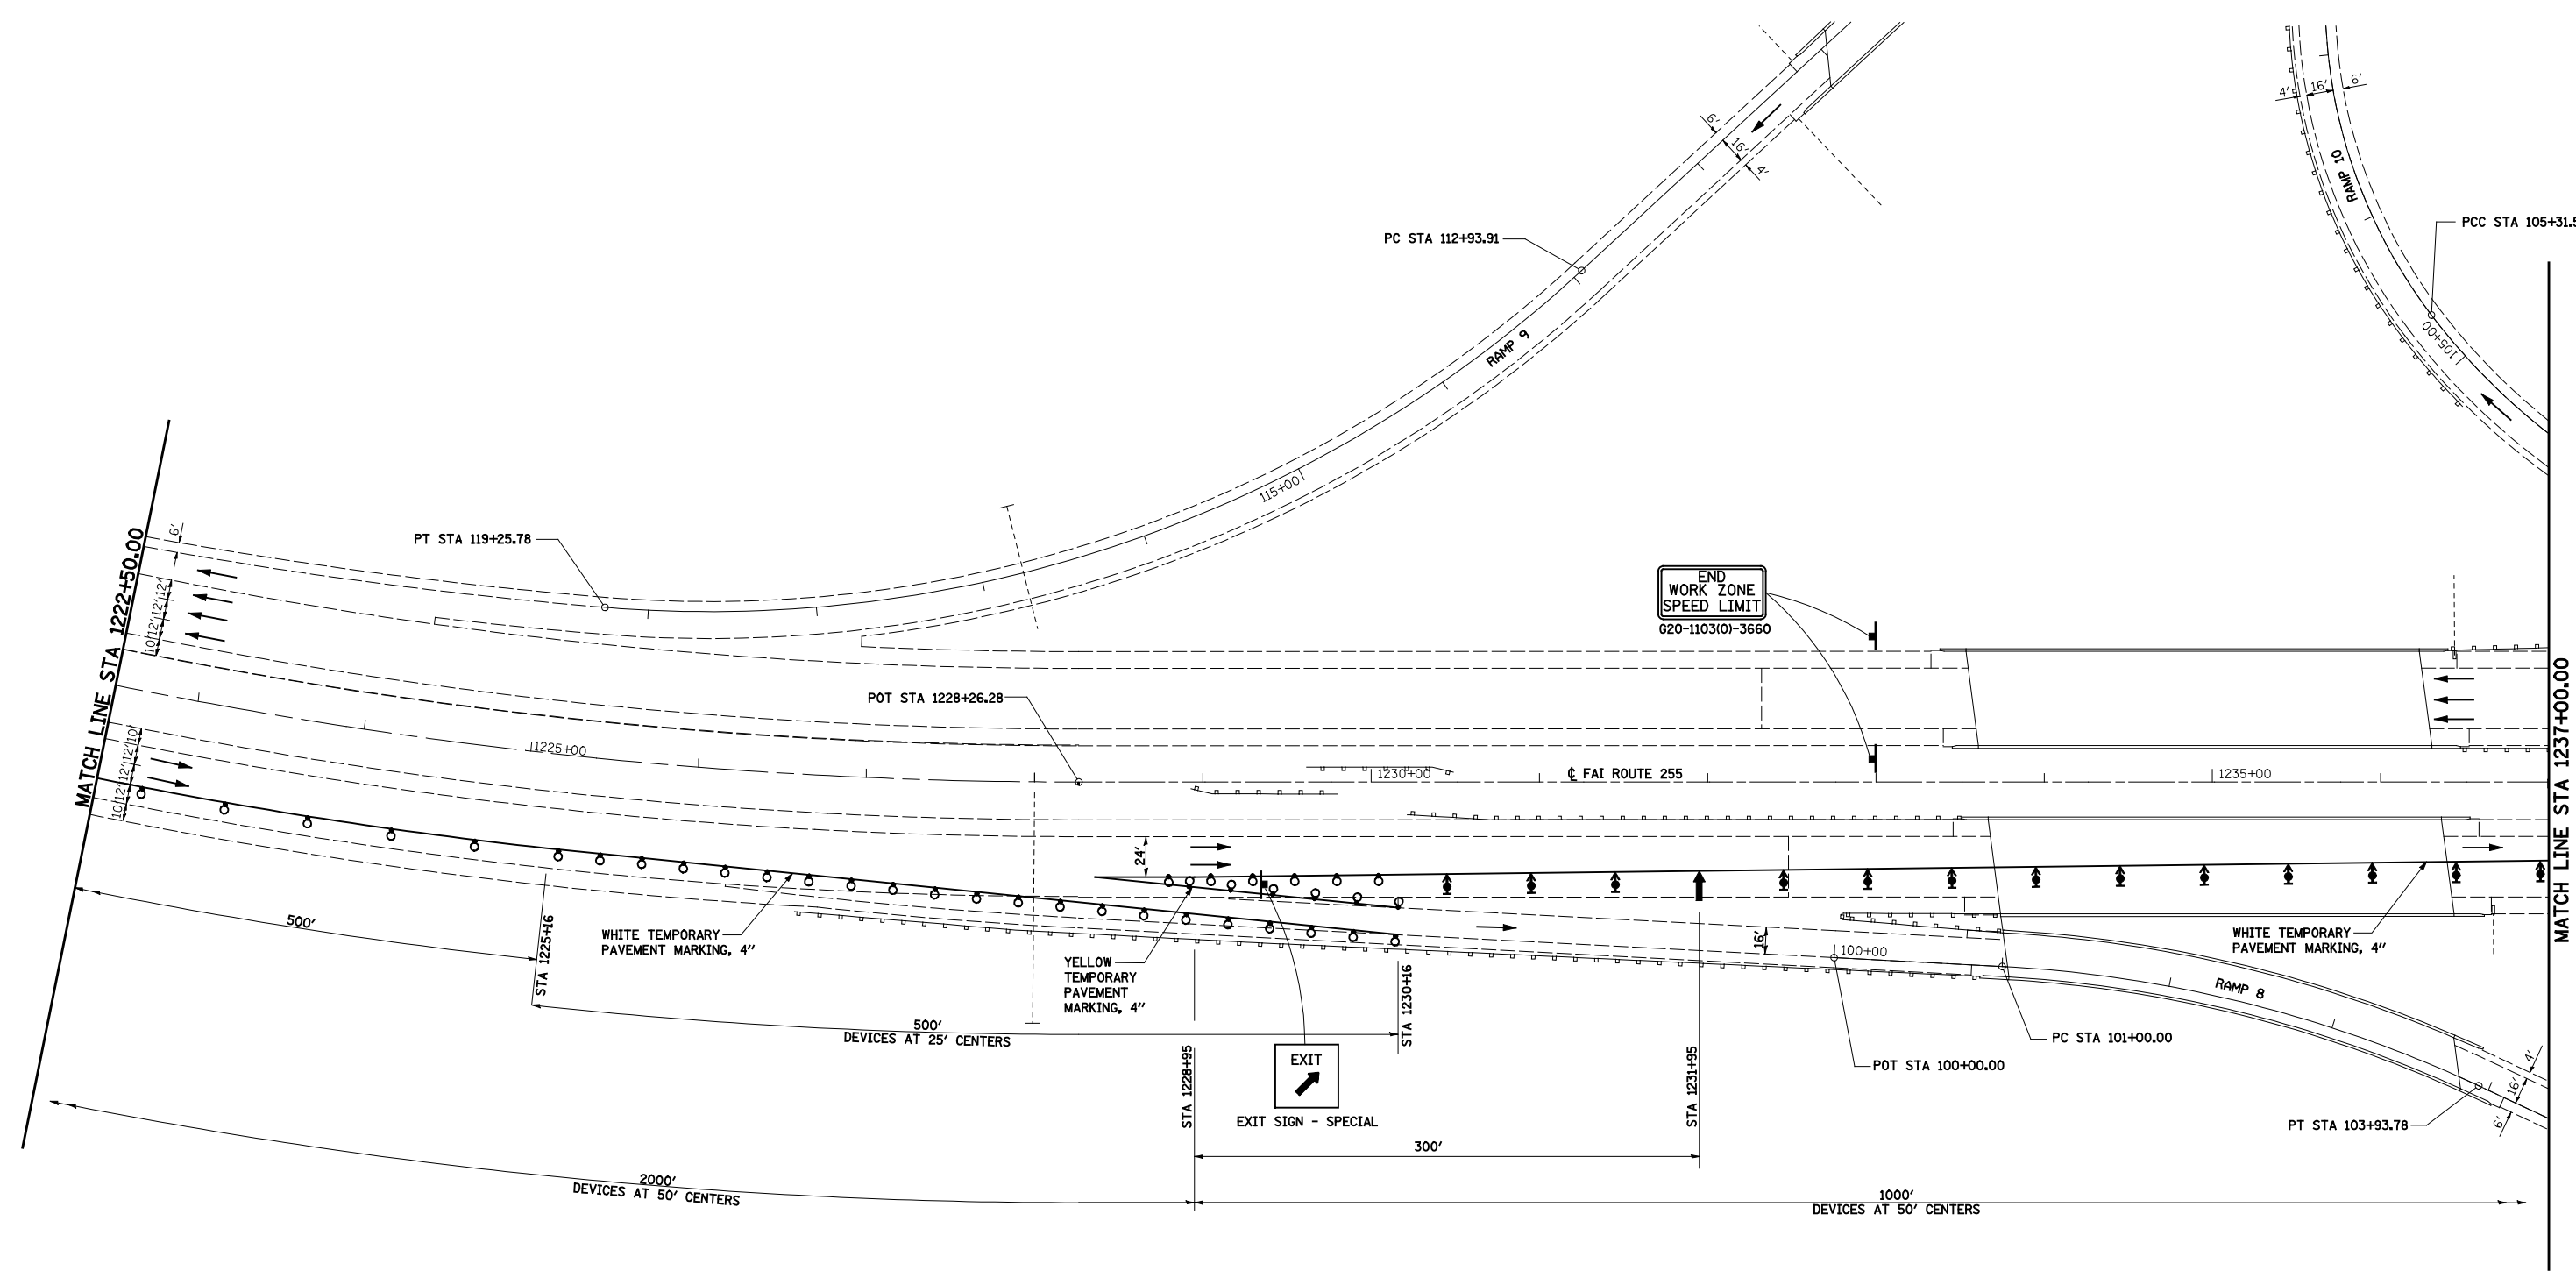 4' 16' 6'
RAMP 10
PCC STA 105+31.5
105+00
6'
16'
4'
PC STA 112+93.91
RAMP 9
115+00
PT STA 119+25.78
MATCH LINE STA 1222+50.00
6'
12'
12'
12'
10'
END
WORK ZONE
SPEED LIMIT
G20-1103(O)-3660
POT STA 1228+26.28
1225+00
1230+00
℄ FAI ROUTE 255
1235+00
MATCH LINE STA 1237+00.00
10'
12'
12'
12'
10'
24'
500'
STA 1225+16
WHITE TEMPORARY
PAVEMENT MARKING, 4"
YELLOW
TEMPORARY
PAVEMENT
MARKING, 4"
STA 1230+16
16'
100+00
WHITE TEMPORARY
PAVEMENT MARKING, 4"
RAMP 8
500'
DEVICES AT 25' CENTERS
STA 1228+95
EXIT
EXIT SIGN - SPECIAL
STA 1231+95
PC STA 101+00.00
POT STA 100+00.00
4'
16'
6'
PT STA 103+93.78
300'
2000'
DEVICES AT 50' CENTERS
1000'
DEVICES AT 50' CENTERS